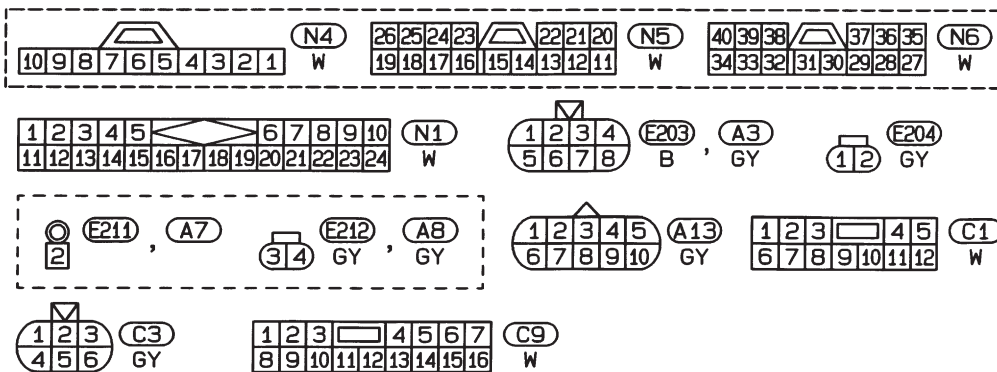 10 9 8 7 6 5 4 3 2 1 N4 W
26 25 24 23 22 21 20 N5
19 18 17 16 15 14 13 12 11 W
40 39 38 37 36 35 N6
34 33 32 31 30 29 28 27 W
1 2 3 4 5 6 7 8 9 10 N1
11 12 13 14 15 16 17 18 19 20 21 22 23 24 W
1 2 3 4 E203 , A3
5 6 7 8 B GY
1 2 E204 GY
2 E211 , A7
3 4 E212 , A8
GY GY
1 2 3 4 5 A13
6 7 8 9 10 GY
1 2 3 4 5 C1
6 7 8 9 10 11 12 W
1 2 3 C3
4 5 6 GY
1 2 3 4 5 6 7 C9
8 9 10 11 12 13 14 15 16 W